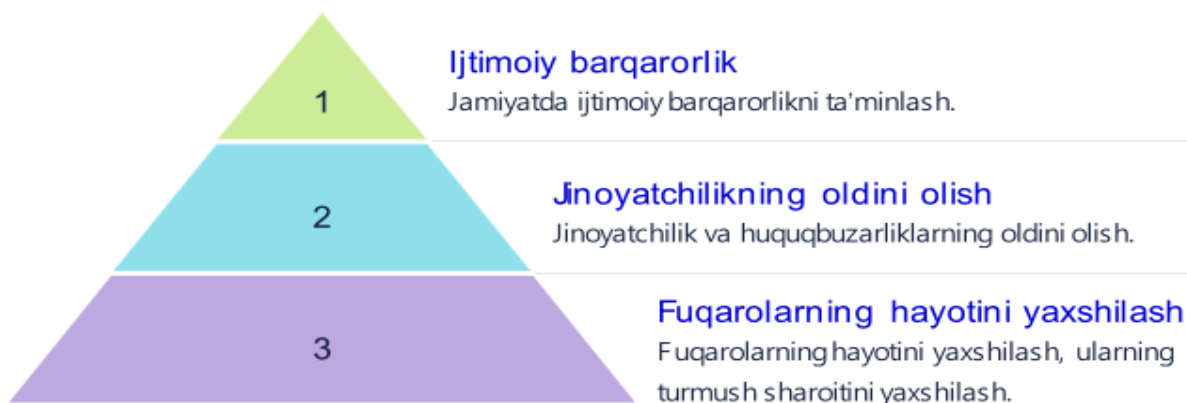 1
Ijtimoiy barqarorlik
Jamiyatda ijtimoiy barqarorlikni ta'minlash.
2
Jinoyatchilikning oldini olish
Jinoyatchilik va huquqbuzarliklarning oldini olish.
3
Fuqarolarning hayotini yaxshilash
Fuqarolarning hayotini yaxshilash, ularning
turmush sharoitini yaxshilash.